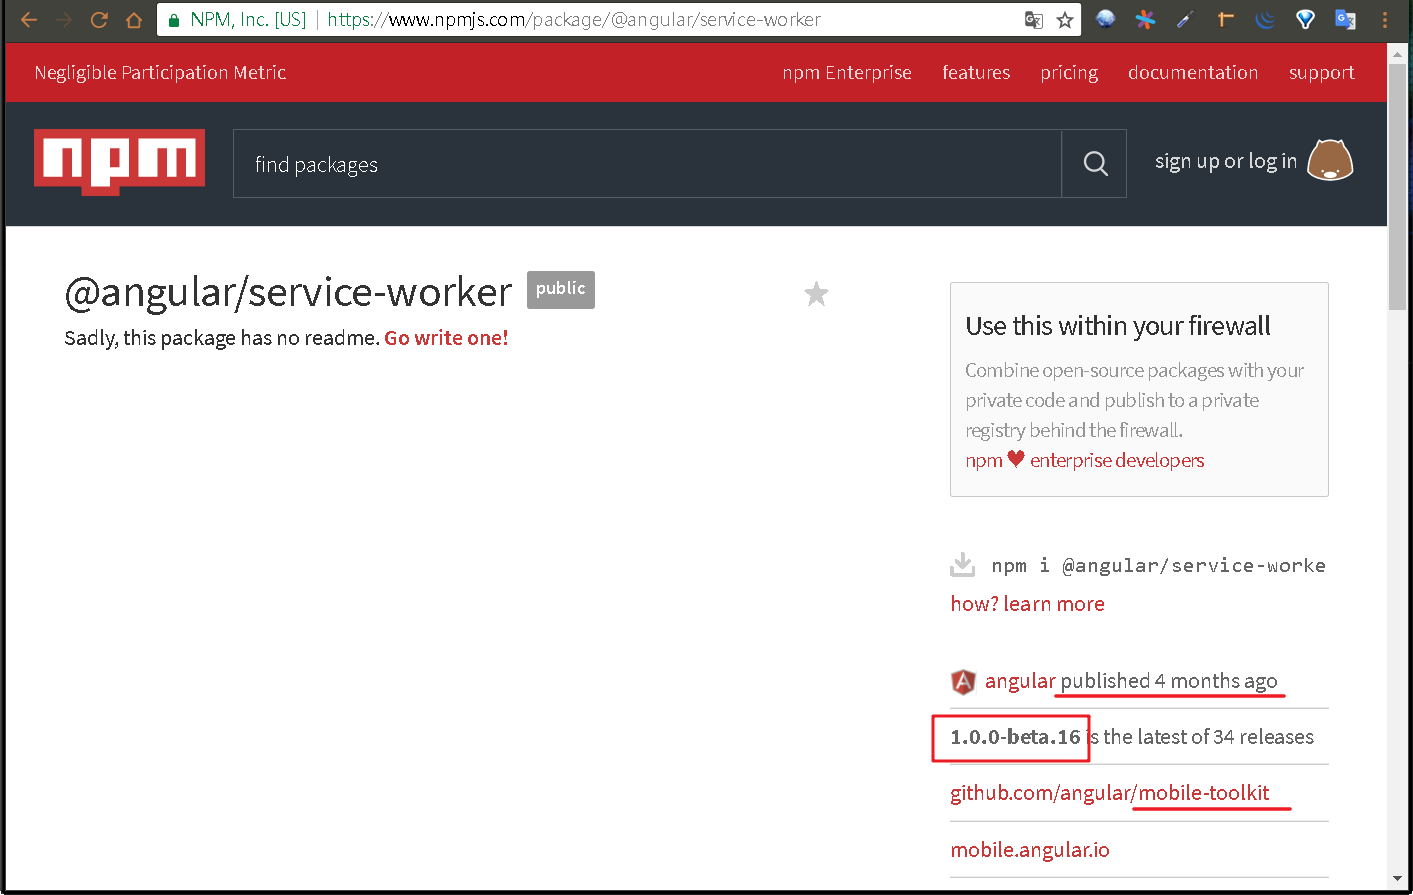 NPM, Inc. [US] | https://www.npmjs.com/package/@angular/service-worker
Negligible Participation Metric
npm Enterprise features pricing documentation support
npm
find packages
sign up or log in
@angular/service-worker public
Sadly, this package has no readme. Go write one!
Use this within your firewall
Combine open-source packages with your
private code and publish to a private
registry behind the firewall.
npm ♥ enterprise developers
npm i @angular/service-worke
how? learn more
angular published 4 months ago
1.0.0-beta.16 is the latest of 34 releases
github.com/angular/mobile-toolkit
mobile.angular.io